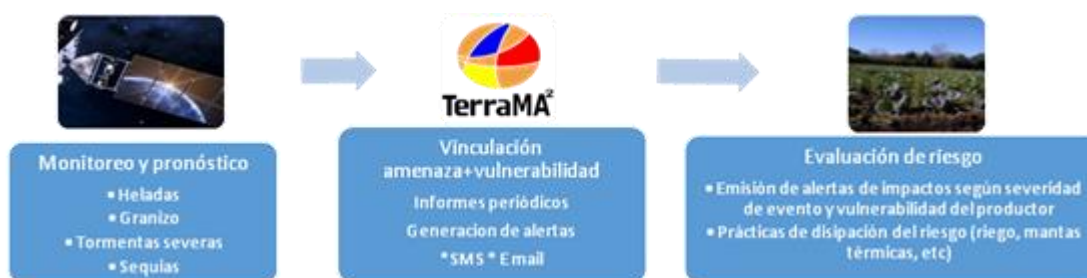 TerraMA²
Monitoreo y pronóstico
• Heladas
• Granizo
• Tormentas severas
• Sequias
Vinculación
amenaza+vulnerabilidad
Informes periódicos
Generacion de alertas
*SMS * Email
Evaluación de riesgo
• Emisión de alertas de impactos según severidad
de evento y vulnerabilidad del productor
• Prácticas de disipación del riesgo (riego, mantas
térmicas, etc)